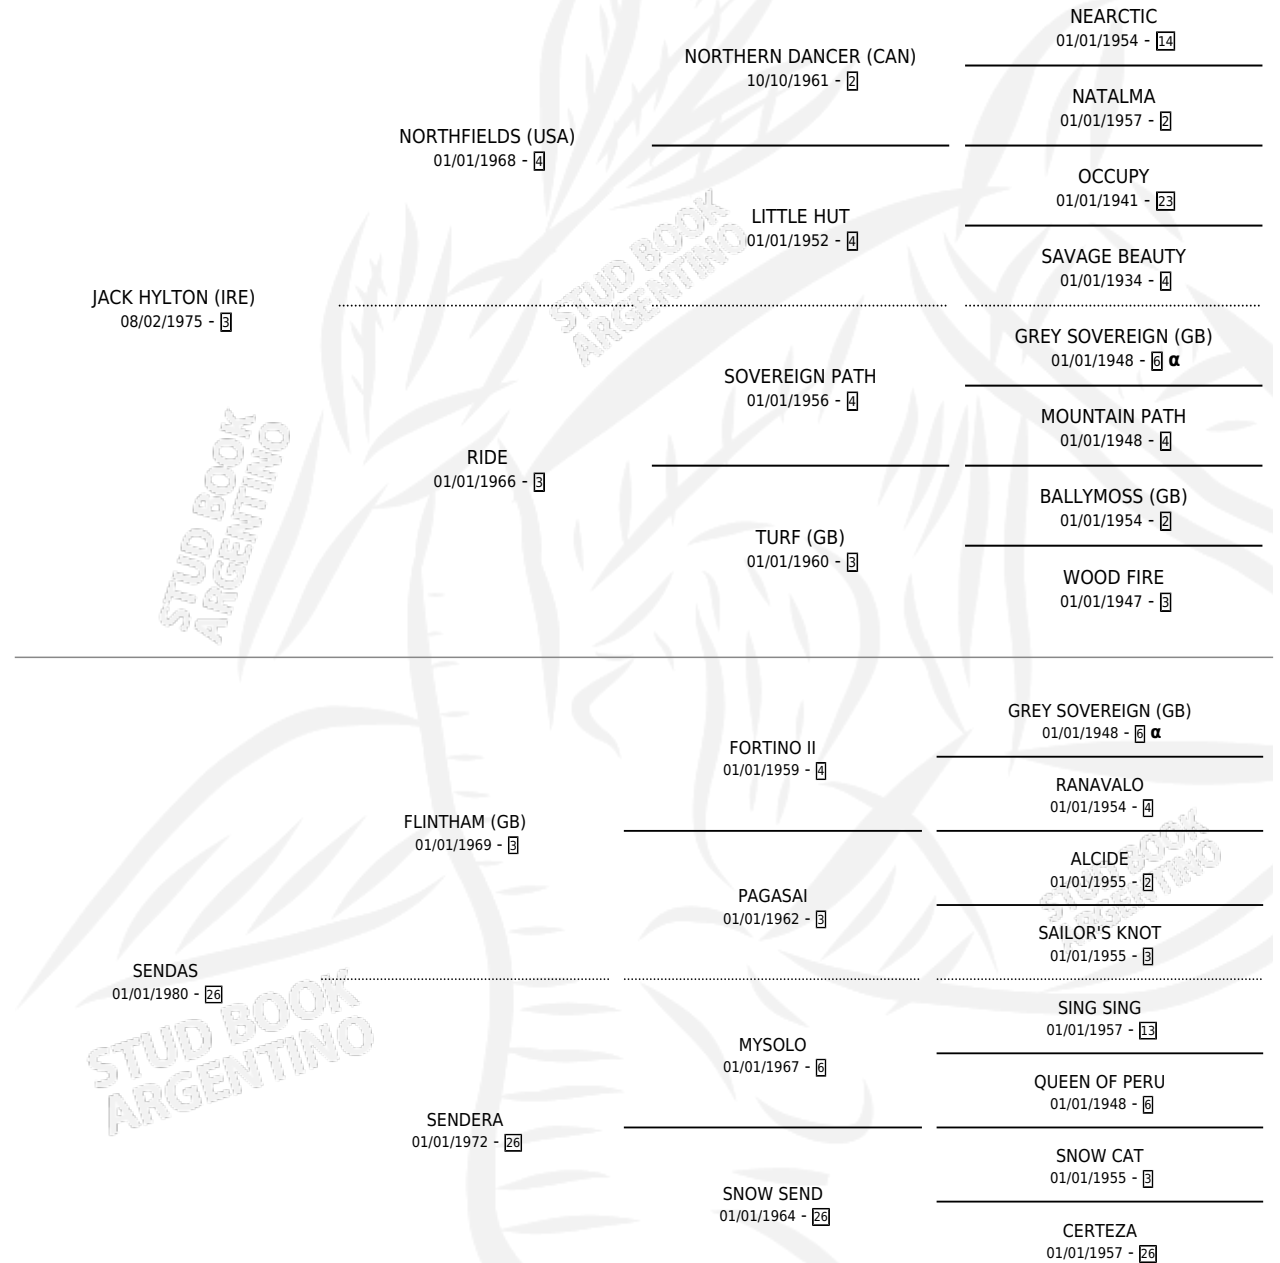 NEARCTIC
01/01/1954 - 14
NORTHERN DANCER (CAN)
10/10/1961 - 2
NATALMA
01/01/1957 - 2
NORTHFIELDS (USA)
01/01/1968 - 4
OCCUPY
01/01/1941 - 23
LITTLE HUT
01/01/1952 - 4
SAVAGE BEAUTY
01/01/1934 - 4
JACK HYLTON (IRE)
08/02/1975 - 3
GREY SOVEREIGN (GB)
01/01/1948 - 6 α
SOVEREIGN PATH
01/01/1956 - 4
MOUNTAIN PATH
01/01/1948 - 4
RIDE
01/01/1966 - 3
BALLYMOSS (GB)
01/01/1954 - 2
TURF (GB)
01/01/1960 - 3
WOOD FIRE
01/01/1947 - 3
GREY SOVEREIGN (GB)
01/01/1948 - 6 α
FORTINO II
01/01/1959 - 4
RANAVALO
01/01/1954 - 4
FLINTHAM (GB)
01/01/1969 - 3
ALCIDE
01/01/1955 - 2
PAGASAI
01/01/1962 - 3
SAILOR'S KNOT
01/01/1955 - 3
SENDAS
01/01/1980 - 26
SING SING
01/01/1957 - 13
MYSOLO
01/01/1967 - 6
QUEEN OF PERU
01/01/1948 - 6
SENDERA
01/01/1972 - 26
SNOW CAT
01/01/1955 - 3
SNOW SEND
01/01/1964 - 26
CERTEZA
01/01/1957 - 26
STUD BOOK
ARGENTINO
STUD BOOK
ARGENTINO
STUD BOOK
ARGENTINO
STUD BOOK
ARGENTINO